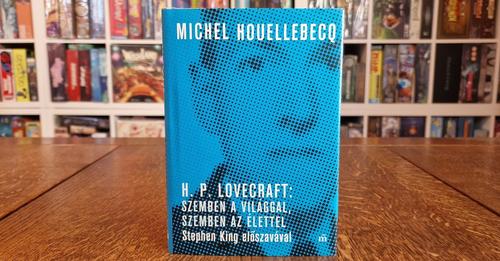 MICHEL HOUELLEBECQ
H. P. LOVECRAFT:
SZEMBEN A VILÁGGAL,
SZEMBEN AZ ÉLETTEL
Stephen King előszavával
m